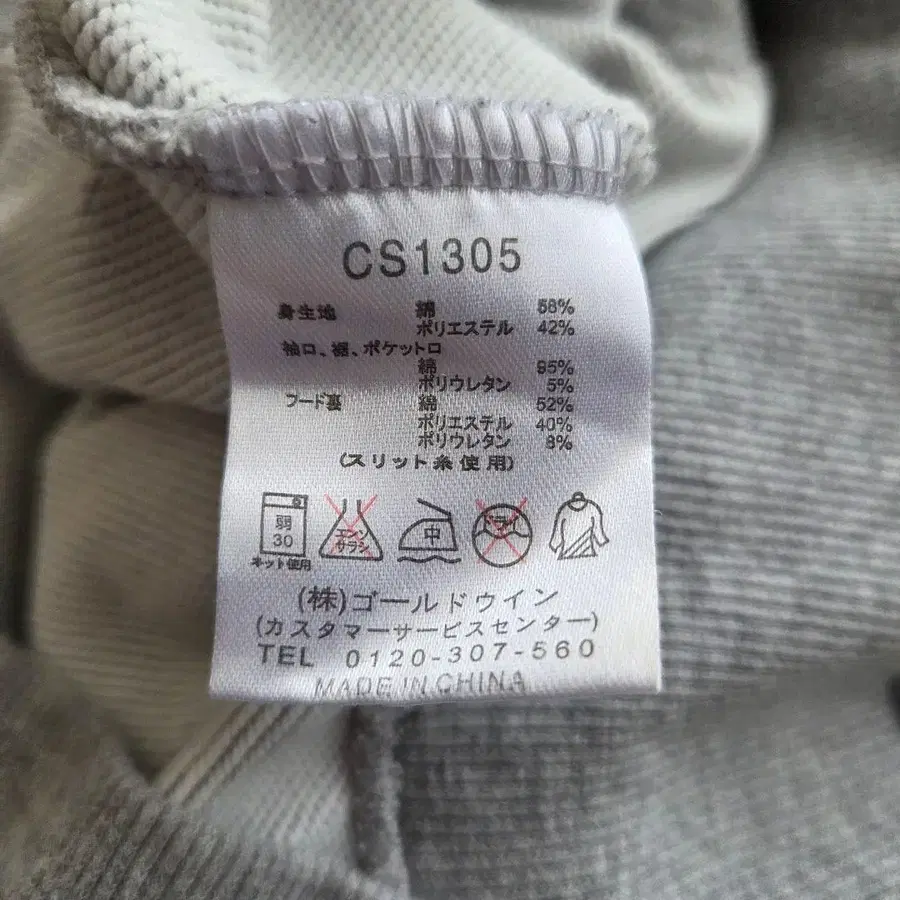 CS1305
身生地 綿 58%
ポリエステル 42%
袖口、裾、ポケット口
綿 95%
ポリウレタン 5%
フード裏 綿 52%
ポリエステル 40%
ポリウレタン 8%
(スリット糸使用)
弱 エンソ 中 ドライ
30 サラシ
ネット使用
(株)ゴールドウイン
(カスタマーサービスセンター)
TEL 0120-307-560
MADE IN CHINA